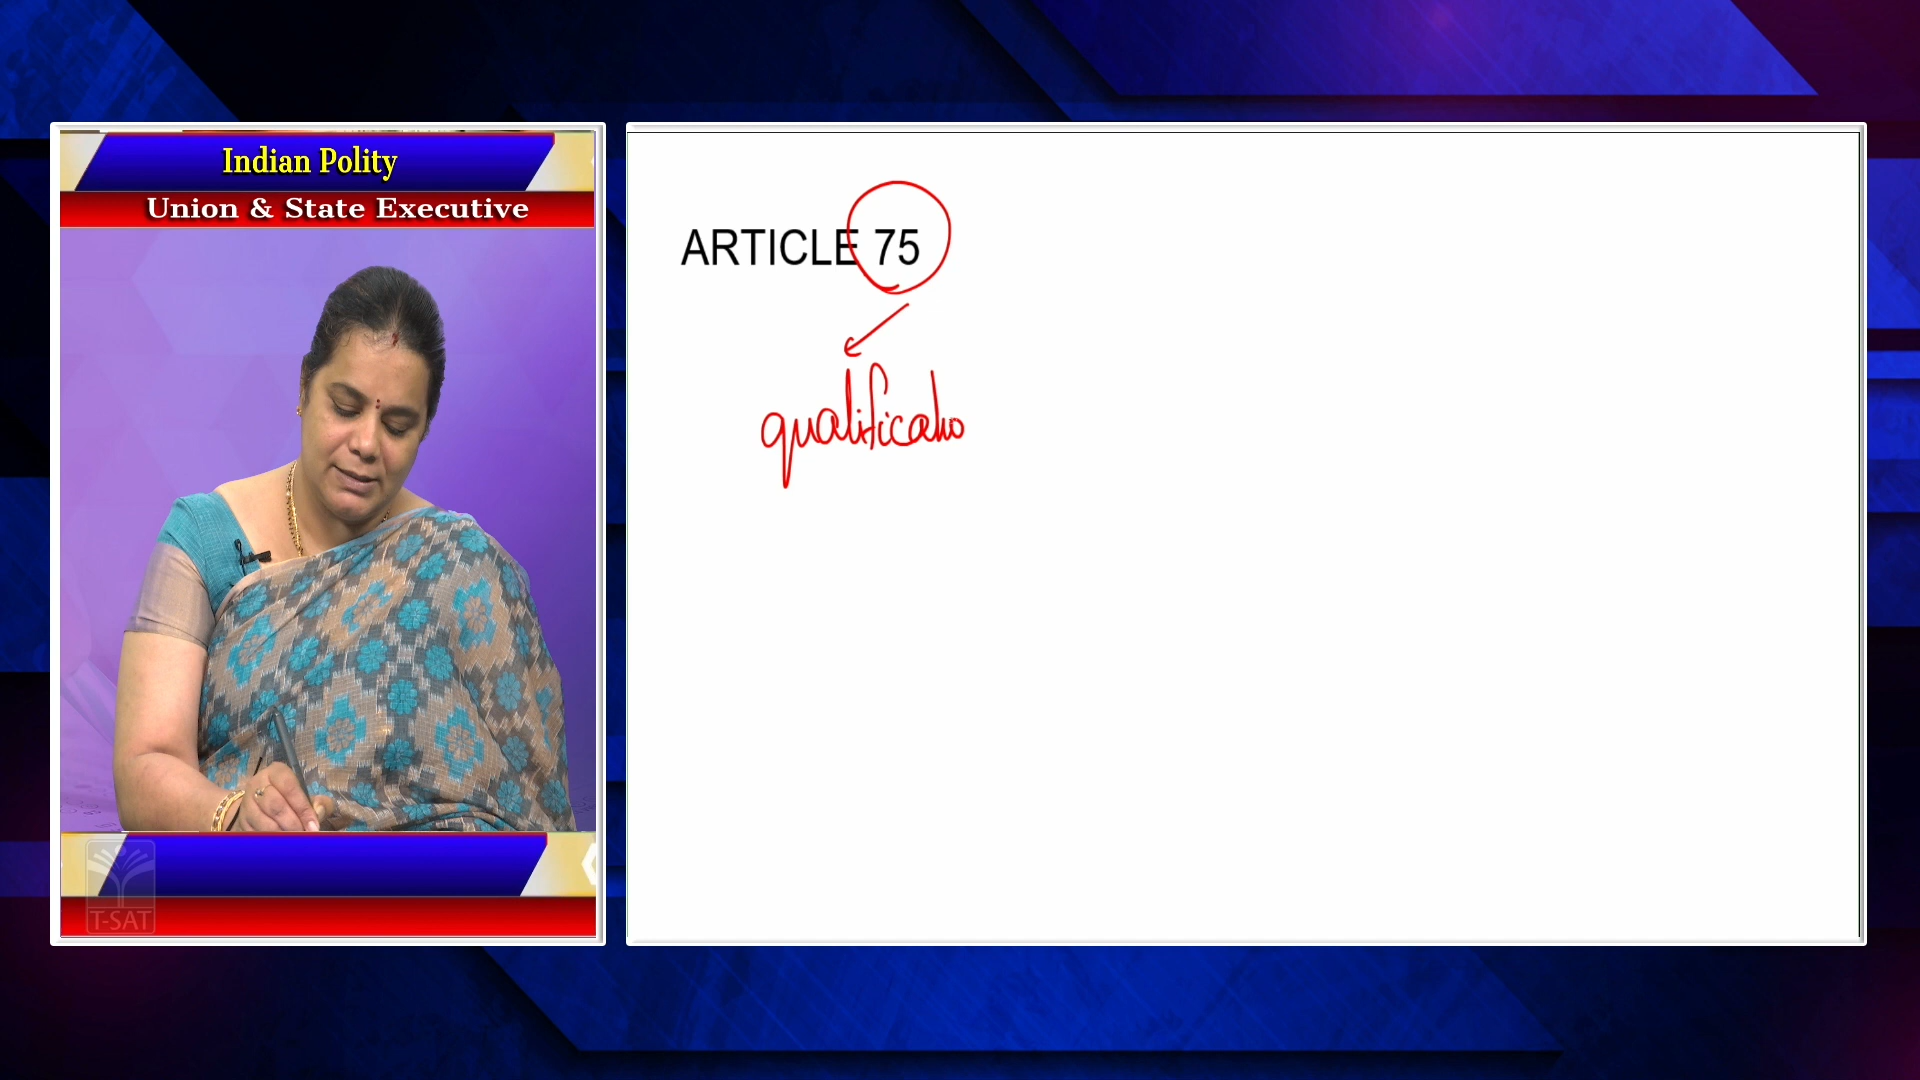 Indian Polity
Union & State Executive
ARTICLE 75
qualificatio
T-SAT